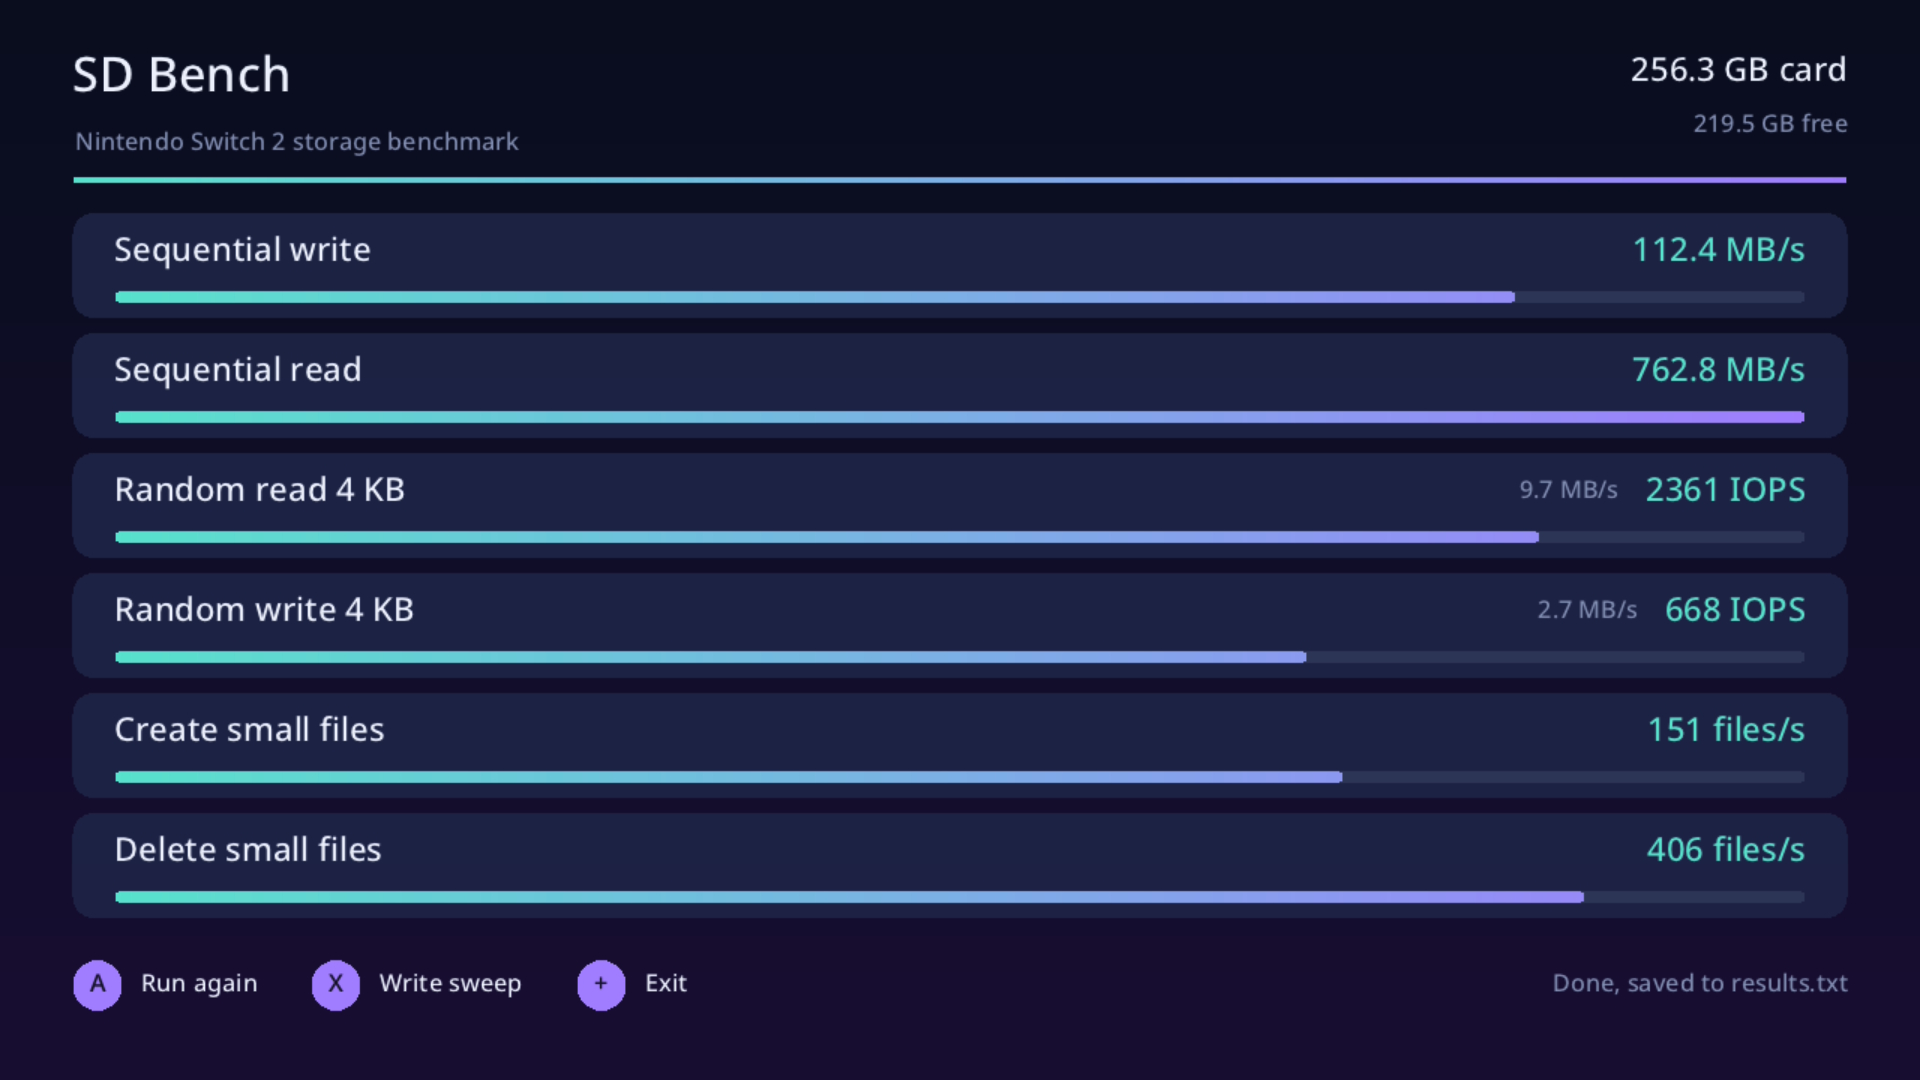 SD Bench
256.3 GB card
Nintendo Switch 2 storage benchmark
219.5 GB free
Sequential write
112.4 MB/s
Sequential read
762.8 MB/s
Random read 4 KB
9.7 MB/s 2361 IOPS
Random write 4 KB
2.7 MB/s 668 IOPS
Create small files
151 files/s
Delete small files
406 files/s
A Run again X Write sweep + Exit
Done, saved to results.txt